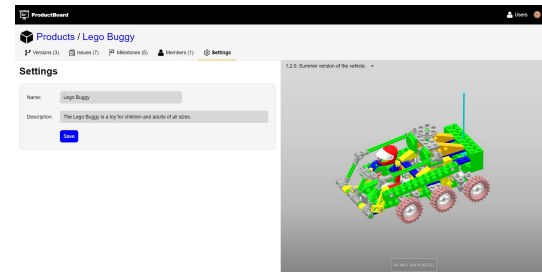 ProductBoard
Users
Products / Lego Buggy
Versions (3)
Issues (7)
Milestones (5)
Members (1)
Settings
Settings
1.2.0: Summer version of the vehicle.
Name:
Lego Buggy
Description:
The Lego Buggy is a toy for children and adults of all sizes.
Save